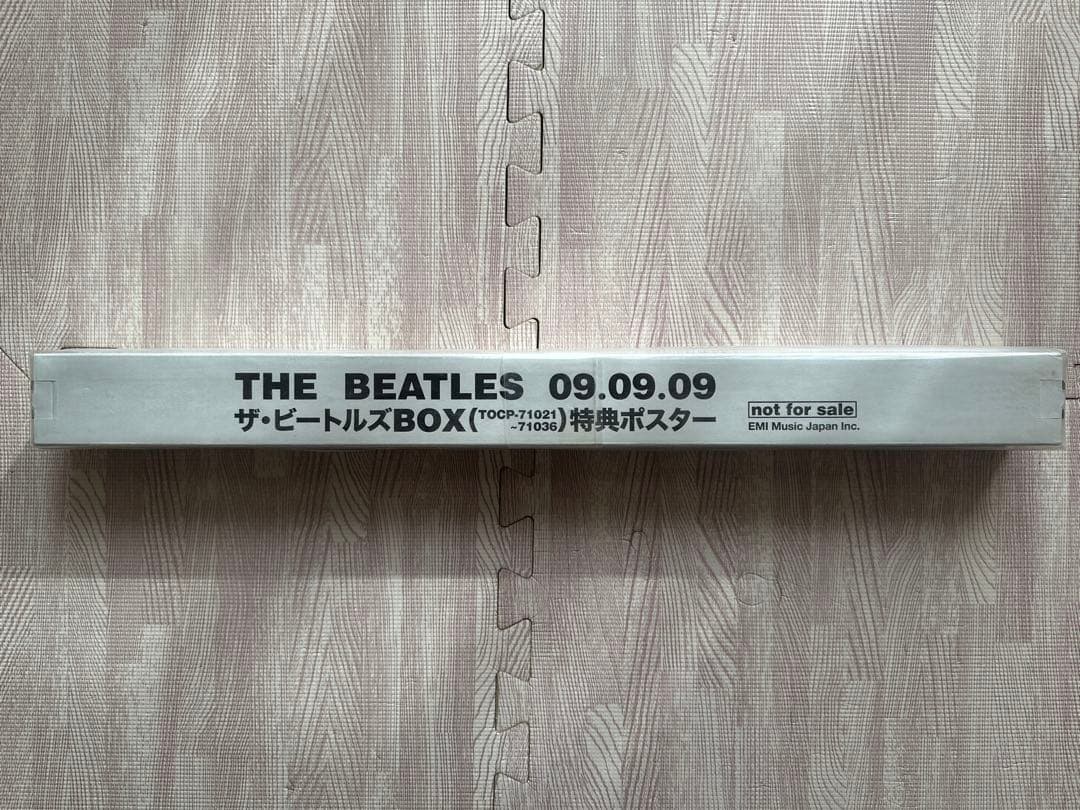 THE BEATLES 09.09.09
ザ・ビートルズBOX(TOCP-71021~71036)特典ポスター
not for sale
EMI Music Japan Inc.